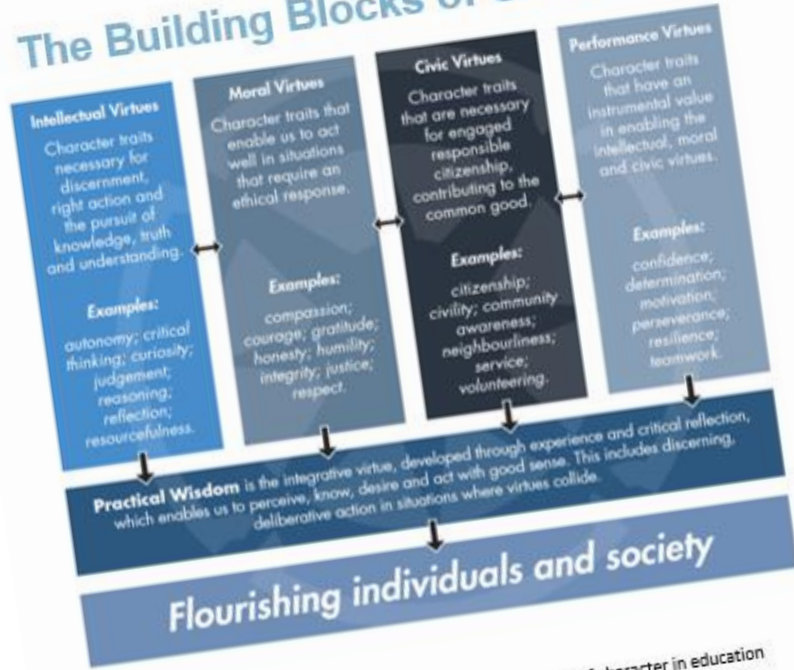 The Building Blocks of
Intellectual Virtues
Character traits
necessary for
discernment,
right action and
the pursuit of
knowledge, truth
and understanding.
Examples:
autonomy; critical
thinking; curiosity;
judgement;
reasoning;
reflection;
resourcefulness.
Moral Virtues
Character traits that
enable us to act
well in situations
that require an
ethical response.
Examples:
compassion;
courage; gratitude;
honesty; humility;
integrity; justice;
respect.
Civic Virtues
Character traits
that are necessary
for engaged
responsible
citizenship,
contributing to the
common good.
Examples:
citizenship;
civility; community
awareness;
neighbourliness;
service;
volunteering.
Performance Virtues
Character traits
that have an
instrumental value
in enabling the
intellectual, moral
and civic virtues.
Examples:
confidence;
determination;
motivation;
perseverance;
resilience;
teamwork.
Practical Wisdom is the integrative virtue, developed through experience and critical reflection,
which enables us to perceive, know, desire and act with good sense. This includes discerning,
deliberative action in situations where virtues collide.
Flourishing individuals and society
character in education